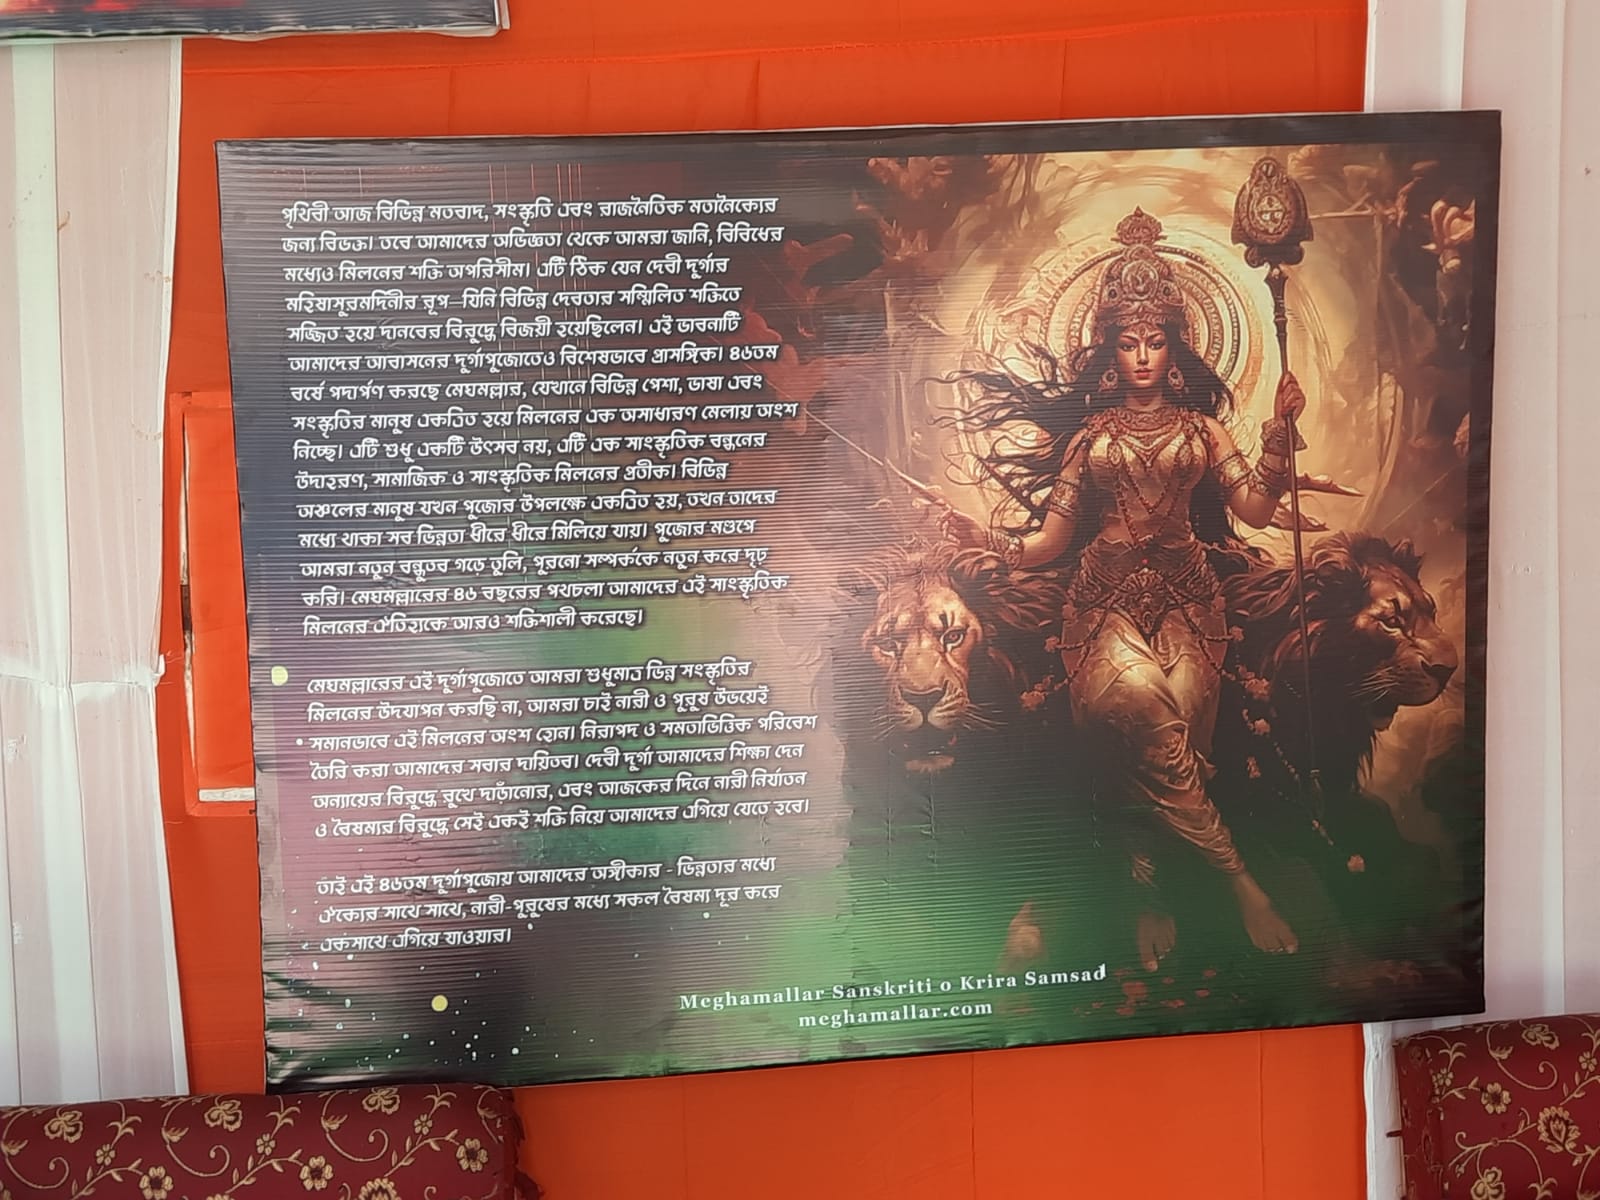 পৃথিবী আজ বিভিন্ন মতবাদ, সংস্কৃতি এবং রাজনৈতিক মতানৈক্যের
জন্য বিভক্ত। তবে আমাদের অভিজ্ঞতা থেকে আমরা জানি, বিবিধের
মধ্যেও মিলনের শক্তি অপরিসীম। এটি ঠিক যেন দেবী দূর্গার
মহিষাসুরমর্দিনীর রূপ—যিনি বিভিন্ন দেবতার সম্মিলিত শক্তিতে
সজ্জিত হয়ে দানবের বিরুদ্ধে বিজয়ী হয়েছিলেন। এই ভাবনাটি
আমাদের আবাসনের দূর্গাপুজোতেও বিশেষভাবে প্রাসঙ্গিক। ৪৬তম
বর্ষে পদার্পণ করছে মেঘমল্লার, যেখানে বিভিন্ন পেশা, ভাষা এবং
সংস্কৃতির মানুষ একত্রিত হয়ে মিলনের এক অসাধারণ মেলায় অংশ
নিচ্ছে। এটি শুধু একটি উৎসব নয়, এটি এক সাংস্কৃতিক বন্ধনের
উদাহরণ, সামাজিক ও সাংস্কৃতিক মিলনের প্রতীক। বিভিন্ন
অঞ্চলের মানুষ যখন পুজোর উপলক্ষে একত্রিত হয়, তখন তাদের
মধ্যে থাকা সব ভিন্নতা ধীরে ধীরে মিলিয়ে যায়। পুজোর মণ্ডপে
আমরা নতুন বন্ধুত্ব গড়ে তুলি, পুরনো সম্পর্ককে নতুন করে দৃঢ়
করি। মেঘমল্লারের ৪৬ বছরের পথচলা আমাদের এই সাংস্কৃতিক
মিলনের ঐতিহ্যকে আরও শক্তিশালী করেছে।
মেঘমল্লারের এই দূর্গাপুজোতে আমরা শুধুমাত্র ভিন্ন সংস্কৃতির
মিলনের উদযাপন করছি না, আমরা চাই নারী ও পুরুষ উভয়েই
সমানভাবে এই মিলনের অংশ হোন। নিরাপদ ও সমতাভিত্তিক পরিবেশ
তৈরি করা আমাদের সবার দায়িত্ব। দেবী দূর্গা আমাদের শিক্ষা দেন
অন্যায়ের বিরুদ্ধে রুখে দাঁড়ানোর, এবং আজকের দিনে নারী নির্যাতন
ও বৈষম্যের বিরুদ্ধে সেই একই শক্তি নিয়ে আমাদের এগিয়ে যেতে হবে।
তাই এই ৪৬তম দূর্গাপুজোয় আমাদের অঙ্গীকার - ভিন্নতার মধ্যে
ঐক্যের সাথে সাথে, নারী-পুরুষের মধ্যে সকল বৈষম্য দূর করে
একসাথে এগিয়ে যাওয়ার।
Meghamallar Sanskriti o Krira Samsad
meghamallar.com